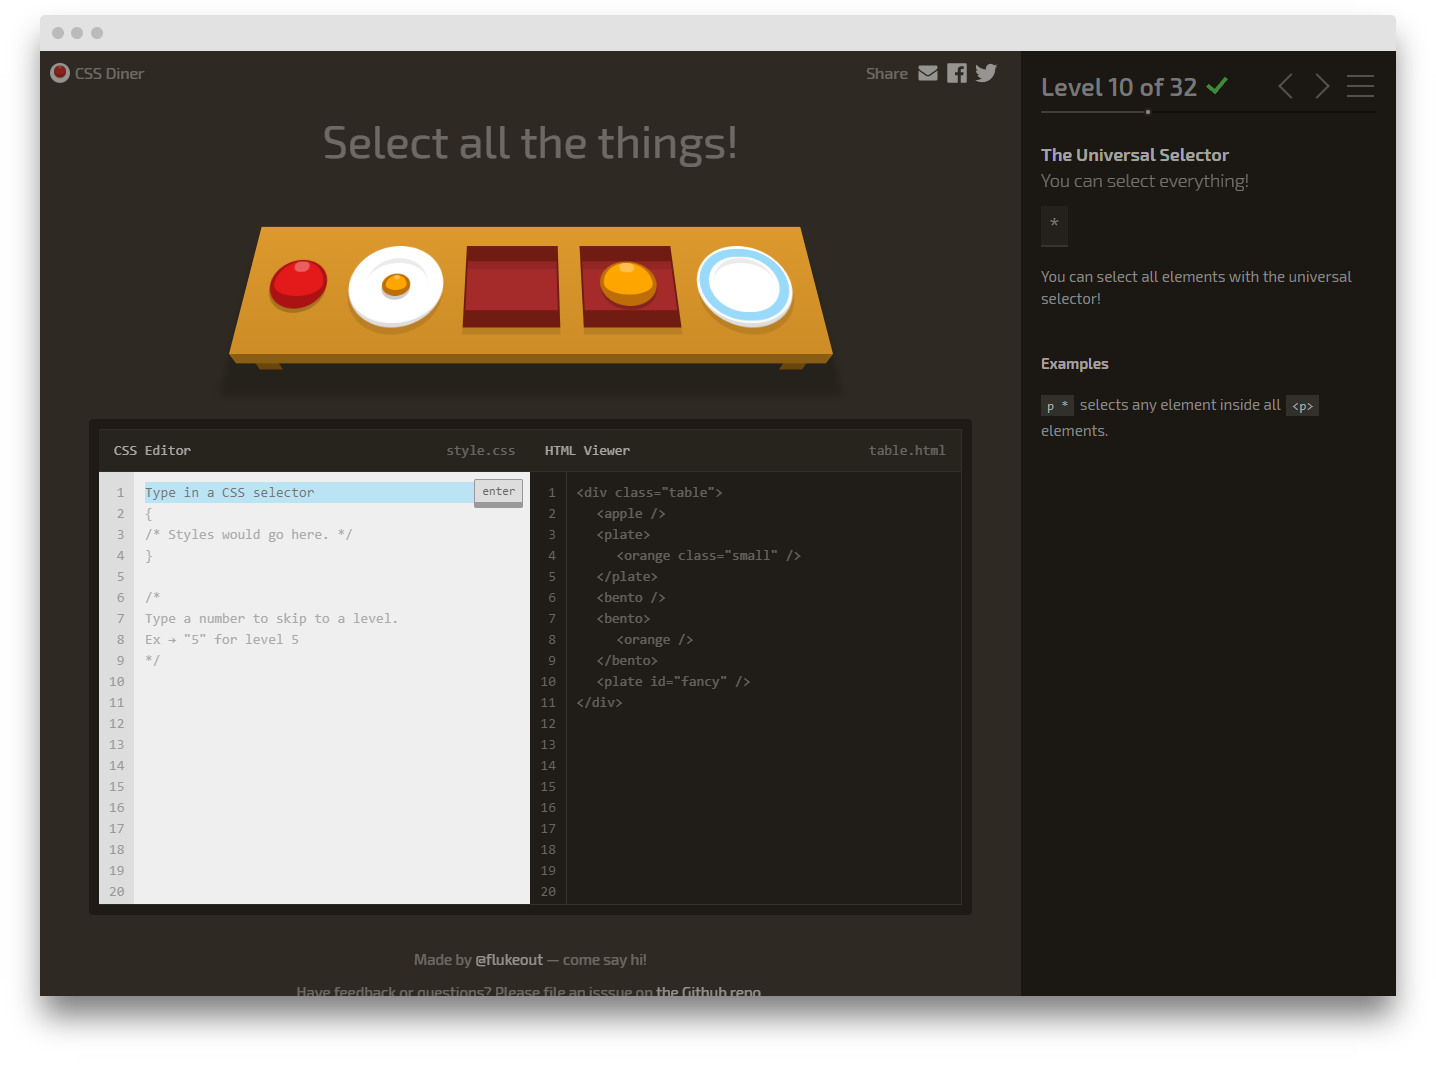 CSS Diner
Share
Select all the things!
CSS Editor
style.css
HTML Viewer
table.html
1
2
3
4
5
6
7
8
9
10
11
12
13
14
15
16
17
18
19
20
Type in a CSS selector
enter
{
/* Styles would go here. */
}
/*
Type a number to skip to a level.
Ex → "5" for level 5
*/
1
2
3
4
5
6
7
8
9
10
11
12
13
14
15
16
17
18
19
20
<div class="table">
<apple />
<plate>
<orange class="small" />
</plate>
<bento />
<bento>
<orange />
</bento>
<plate id="fancy" />
</div>
Made by @flukeout — come say hi!
Have feedback or questions? Please file an isssue on the Github repo
Level 10 of 32
The Universal Selector
You can select everything!
*
You can select all elements with the universal
selector!
Examples
p * selects any element inside all <p>
elements.